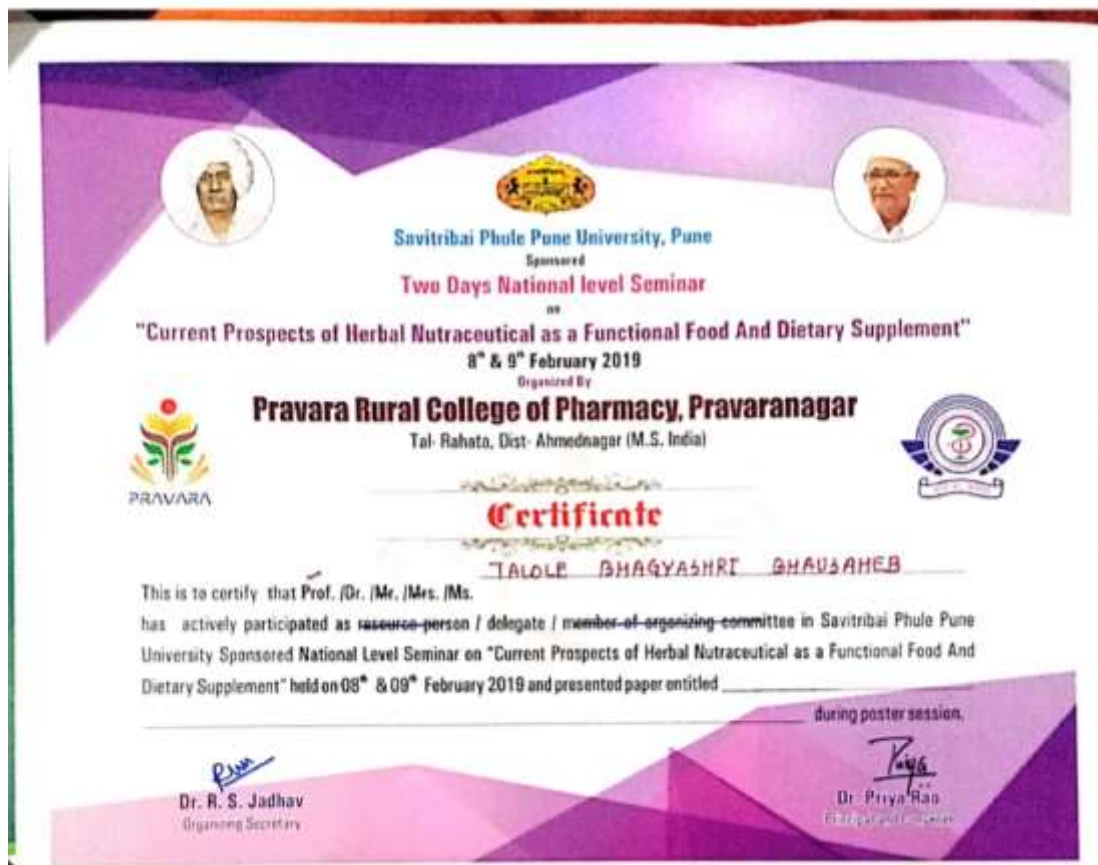 Savitribai Phule Pune University, Pune
Sponsored
Two Days National level Seminar
on
"Current Prospects of Herbal Nutraceutical as a Functional Food And Dietary Supplement"
8th & 9th February 2019
Organized By
Pravara Rural College of Pharmacy, Pravaranagar
Tal- Rahata, Dist- Ahmednagar (M.S. India)
PRAVARA
Certificate
TALOLE BHAGYASHRI BHAUSAHEB
This is to certify that Prof. /Dr. /Mr. /Mrs. /Ms.
has actively participated as resource person / delegate / member of organizing committee in Savitribai Phule Pune
University Sponsored National Level Seminar on "Current Prospects of Herbal Nutraceutical as a Functional Food And
Dietary Supplement" held on 08th & 09th February 2019 and presented paper entitled
during poster session.
Priya
Dr. R. S. Jadhav
Organizing Secretary
Dr. Priya Rao
Principal and